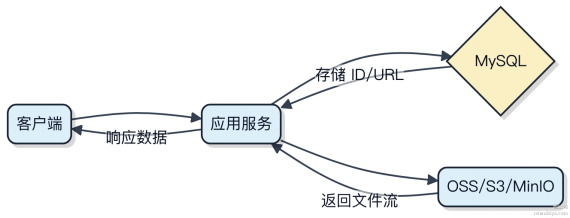 存储 ID/URL
MySQL
客户端
应用服务
响应数据
OSS/S3/MinIO
返回文件流